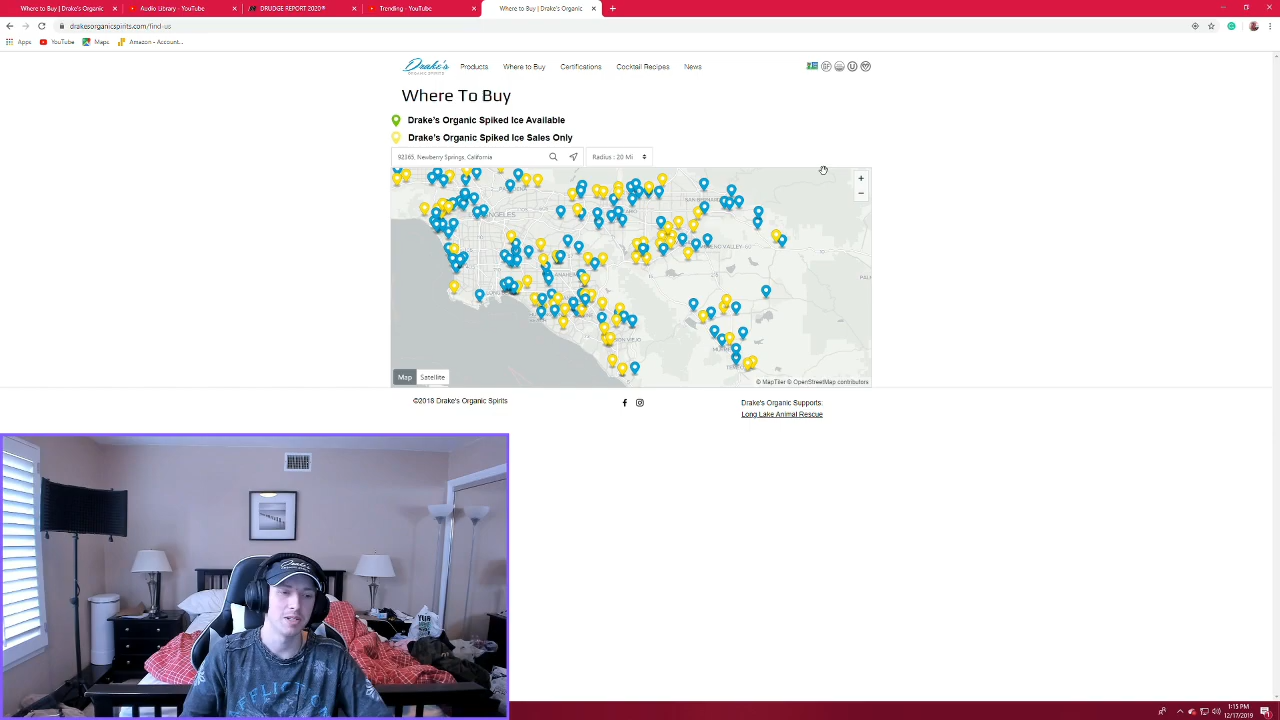 Where to Buy | Drake's Organic
Audio Library - YouTube
DRUDGE REPORT 2020®
Trending - YouTube
Where to Buy | Drake's Organic
drakesorganicspirits.com/find-us
Apps
YouTube
Maps
Amazon - Account...
Drake's
ORGANIC SPIRITS
Products
Where to Buy
Certifications
Cocktail Recipes
News
Where To Buy
Drake's Organic Spiked Ice Available
Drake's Organic Spiked Ice Sales Only
92365, Newberry Springs, California
Radius : 20 Mi
Map
Satellite
© MapTiler © OpenStreetMap contributors
©2018 Drake's Organic Spirits
Drake's Organic Supports:
Long Lake Animal Rescue
Drake's
AFFLICTION
1:15 PM
12/17/2019